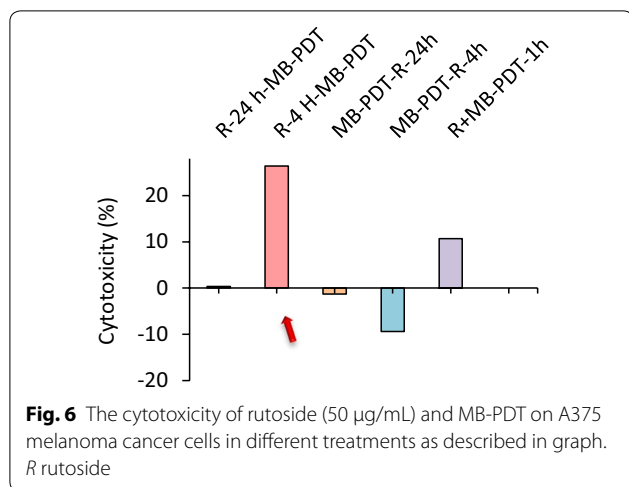 R-24 h-MB-PDT
R-4 H-MB-PDT
MB-PDT-R-24h
MB-PDT-R-4h
R+MB-PDT-1h
Cytotoxicity (%)
20
10
0
-10
-20
Fig. 6 The cytotoxicity of rutoside (50 µg/mL) and MB-PDT on A375
melanoma cancer cells in different treatments as described in graph.
R rutoside